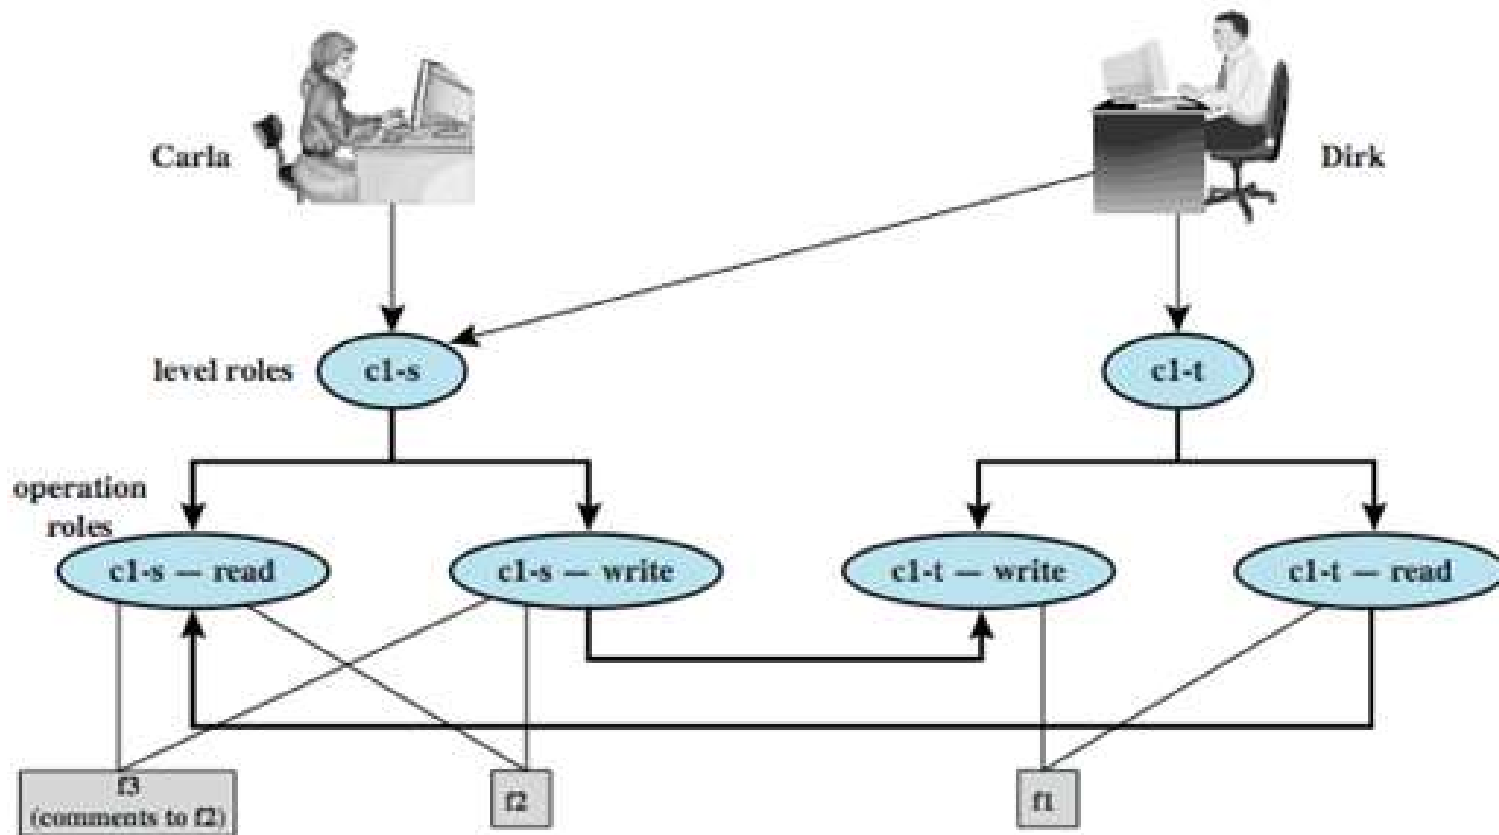 Carla
Dirk
level roles
c1-s
c1-t
operation
roles
c1-s — read
c1-s — write
c1-t — write
c1-t — read
f3
(comments to f2)
f2
f1